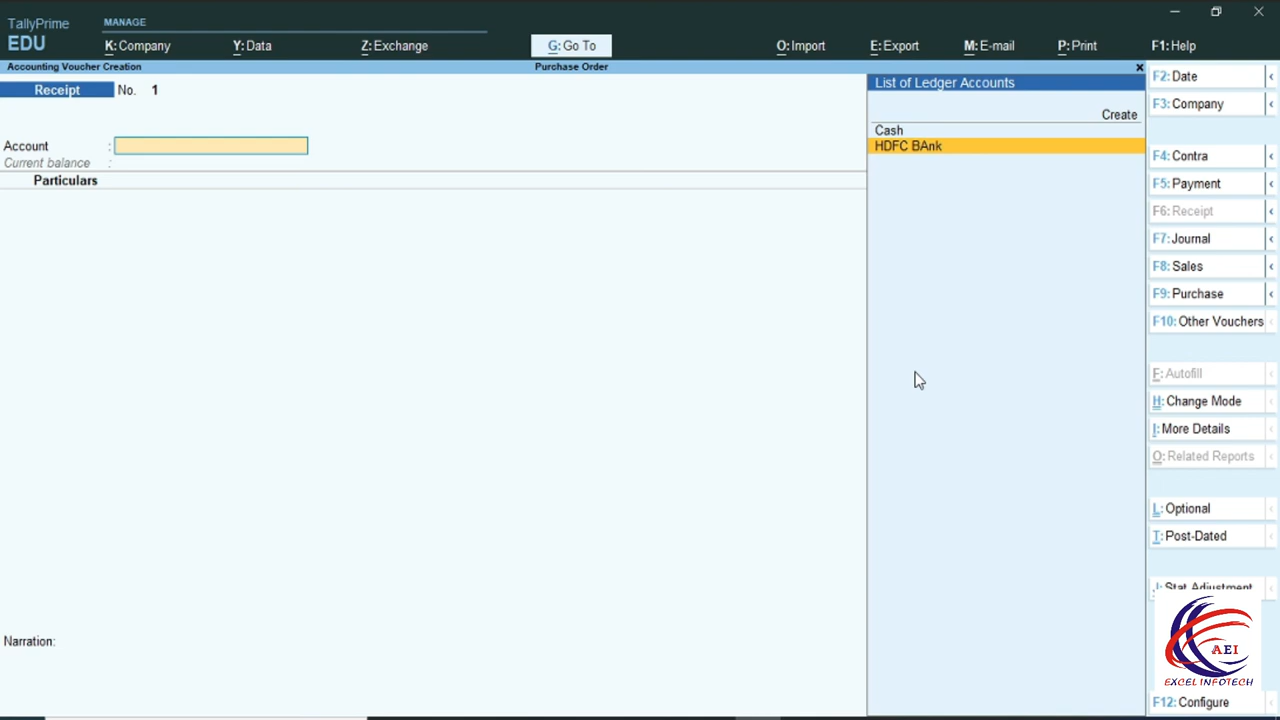 TallyPrime
EDU
MANAGE
K: Company
Y: Data
Z: Exchange
G: Go To
O: Import
E: Export
M: E-mail
P: Print
F1: Help
Accounting Voucher Creation
Purchase Order
×
Receipt No. 1
Account :
Current balance :
Particulars
Narration:
List of Ledger Accounts
Create
Cash
HDFC BAnk
F2: Date
F3: Company
F4: Contra
F5: Payment
F6: Receipt
F7: Journal
F8: Sales
F9: Purchase
F10: Other Vouchers
F: Autofill
H: Change Mode
I: More Details
O: Related Reports
L: Optional
T: Post-Dated
J: Stat Adjustment
AEI
EXCEL INFOTECH
F12: Configure